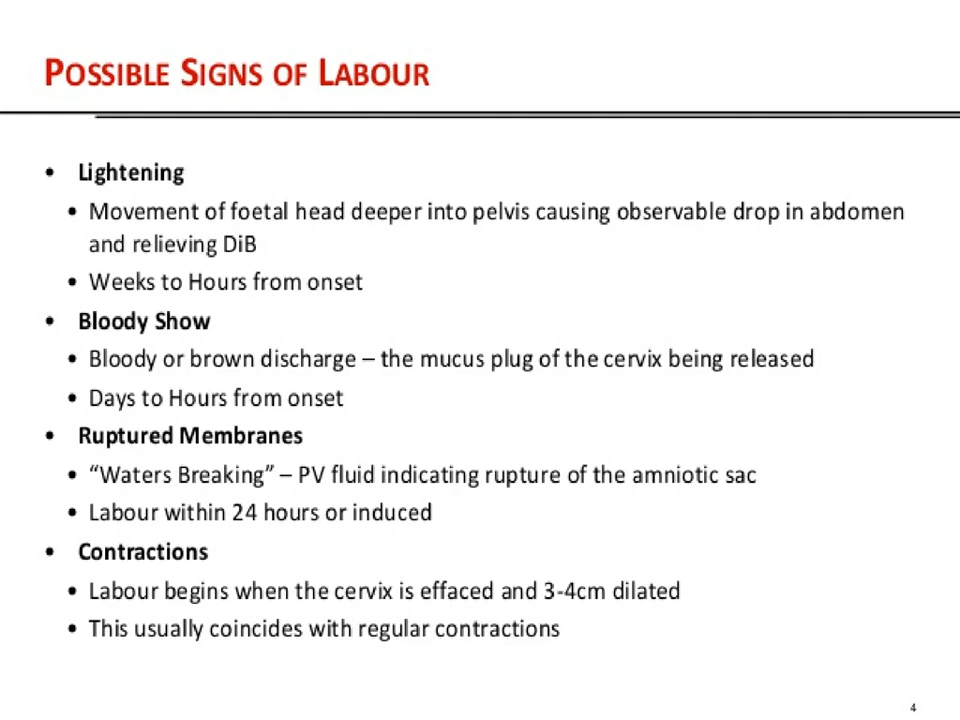 POSSIBLE SIGNS OF LABOUR
• Lightening
• Movement of foetal head deeper into pelvis causing observable drop in abdomen
and relieving DiB
• Weeks to Hours from onset
• Bloody Show
• Bloody or brown discharge – the mucus plug of the cervix being released
• Days to Hours from onset
• Ruptured Membranes
• “Waters Breaking” – PV fluid indicating rupture of the amniotic sac
• Labour within 24 hours or induced
• Contractions
• Labour begins when the cervix is effaced and 3-4cm dilated
• This usually coincides with regular contractions
4